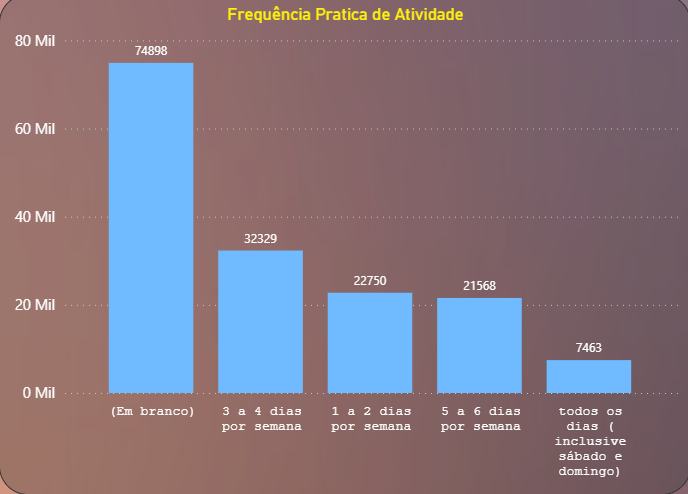 Frequência Pratica de Atividade
80 Mil
74898
60 Mil
40 Mil
32329
22750
21568
20 Mil
7463
0 Mil
(Em branco)
3 a 4 dias
por semana
1 a 2 dias
por semana
5 a 6 dias
por semana
todos os
dias (
inclusive
sábado e
domingo)